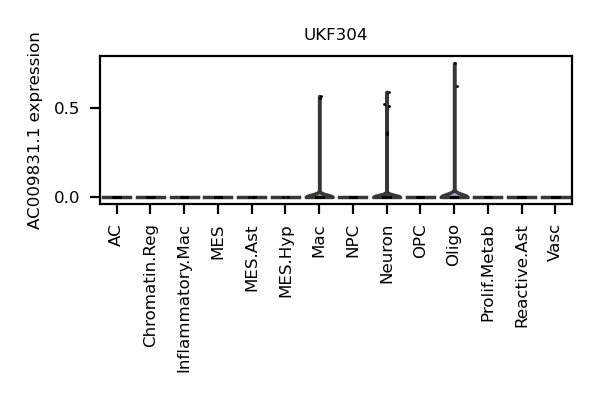 UKF304
AC009831.1 expression
0.5
0.0
AC
Chromatin.Reg
Inflammatory.Mac
MES
MES.Ast
MES.Hyp
Mac
NPC
Neuron
OPC
Oligo
Prolif.Metab
Reactive.Ast
Vasc